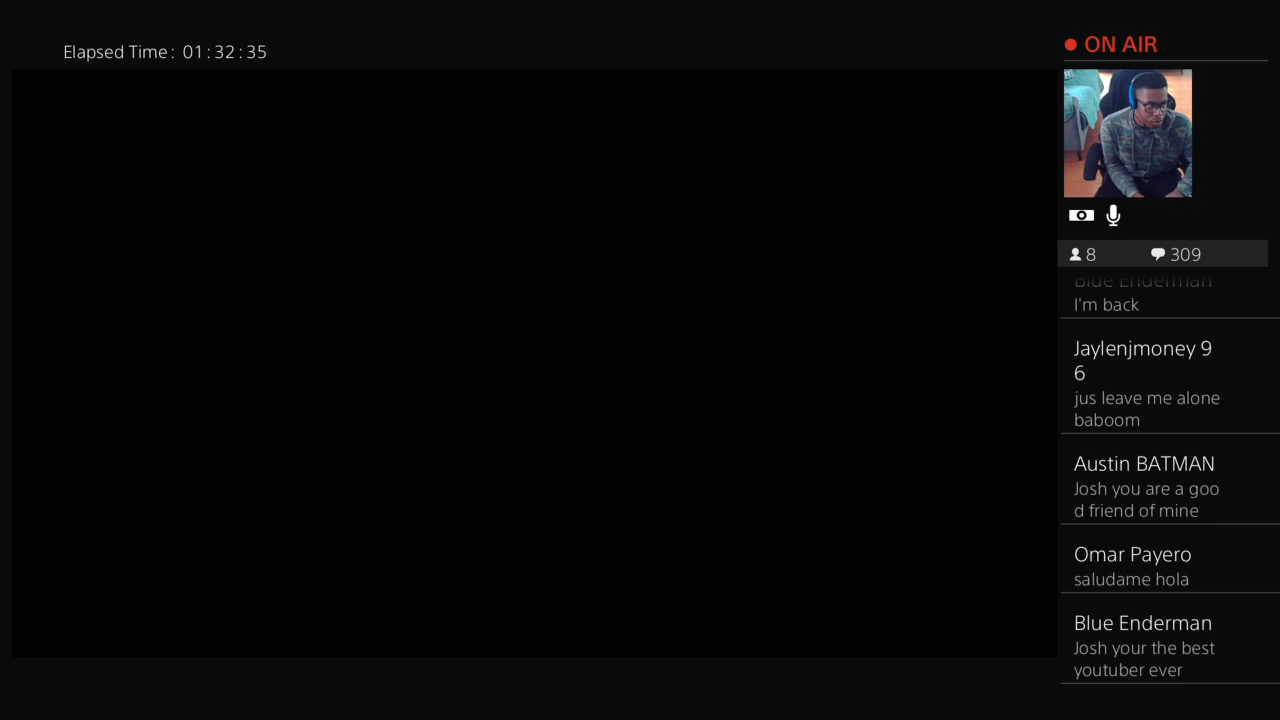 Elapsed Time: 01:32:35
ON AIR
8 309
Blue Enderman
I'm back
Jaylenjmoney 9
6
jus leave me alone
baboom
Austin BATMAN
Josh you are a goo
d friend of mine
Omar Payero
saludame hola
Blue Enderman
Josh your the best
youtuber ever